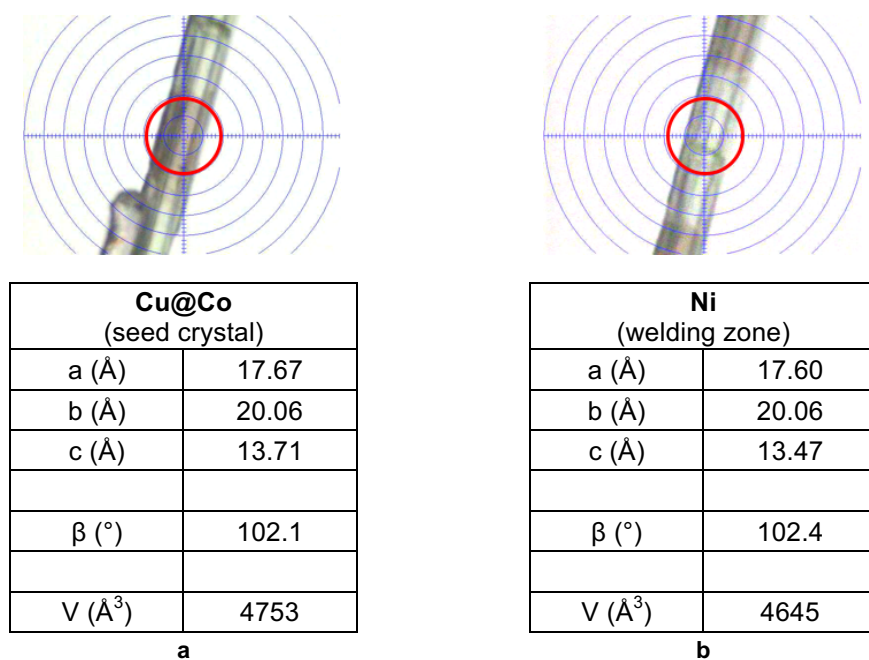 Cu@Co
(seed crystal)
a (Å) 17.67
b (Å) 20.06
c (Å) 13.71
β (°) 102.1
V (Å³) 4753
a
Ni
(welding zone)
a (Å) 17.60
b (Å) 20.06
c (Å) 13.47
β (°) 102.4
V (Å³) 4645
b